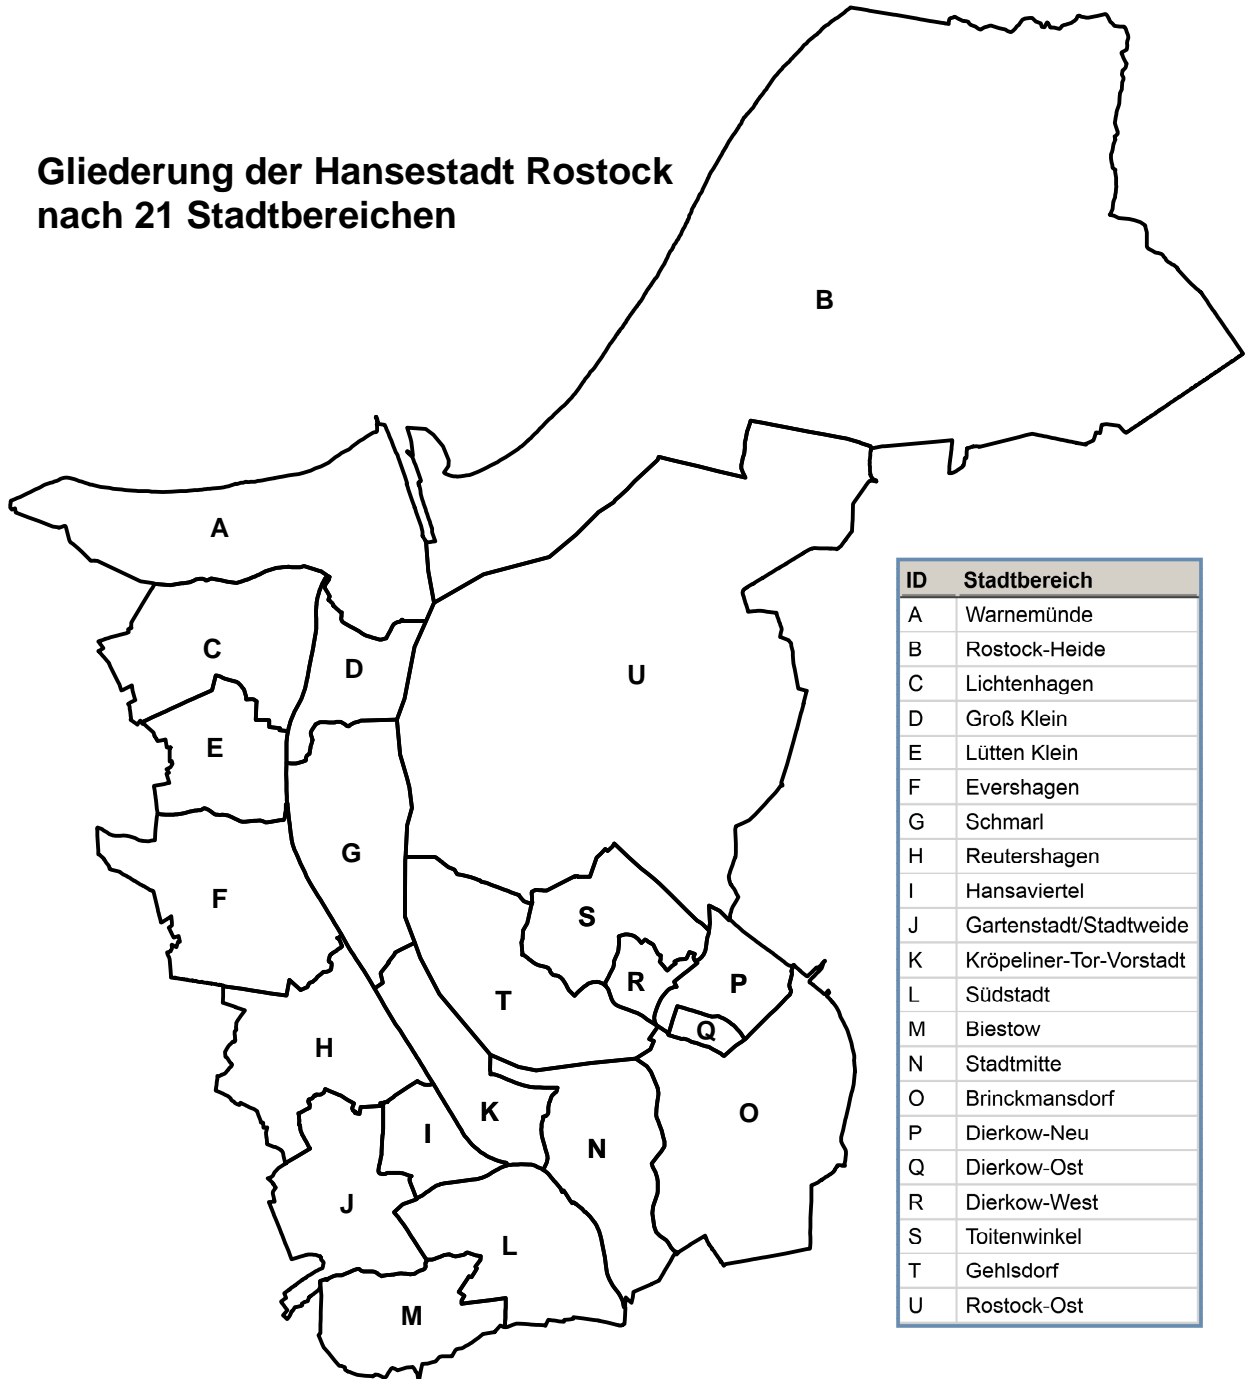 Gliederung der Hansestadt Rostock
nach 21 Stadtbereichen
B
A
C
D
U
E
G
F
S
R
P
T
Q
H
K
O
I
N
J
L
M
ID Stadtbereich
A Warnemünde
B Rostock-Heide
C Lichtenhagen
D Groß Klein
E Lütten Klein
F Evershagen
G Schmarl
H Reutershagen
I Hansaviertel
J Gartenstadt/Stadtweide
K Kröpeliner-Tor-Vorstadt
L Südstadt
M Biestow
N Stadtmitte
O Brinckmansdorf
P Dierkow-Neu
Q Dierkow-Ost
R Dierkow-West
S Toitenwinkel
T Gehlsdorf
U Rostock-Ost